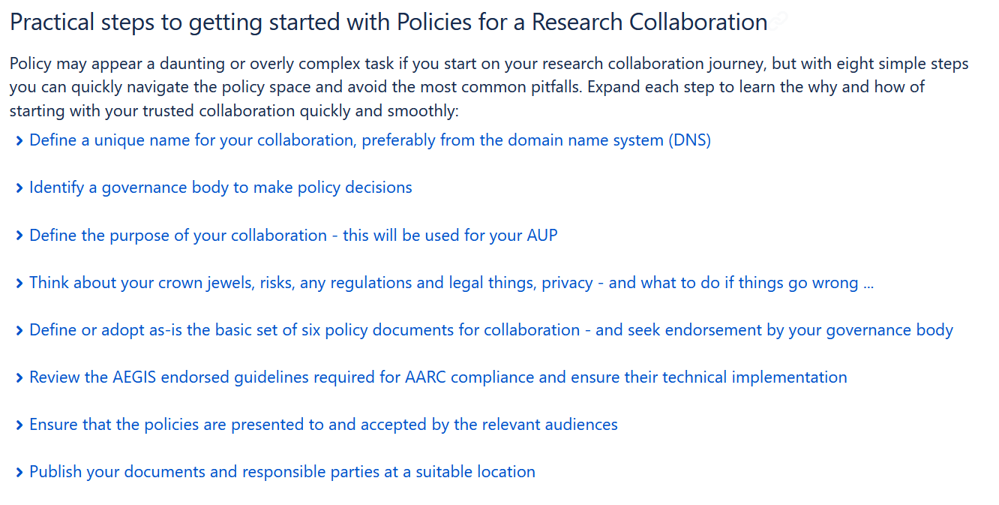 Practical steps to getting started with Policies for a Research Collaboration
Policy may appear a daunting or overly complex task if you start on your research collaboration journey, but with eight simple steps
you can quickly navigate the policy space and avoid the most common pitfalls. Expand each step to learn the why and how of
starting with your trusted collaboration quickly and smoothly:
Define a unique name for your collaboration, preferably from the domain name system (DNS)
Identify a governance body to make policy decisions
Define the purpose of your collaboration - this will be used for your AUP
Think about your crown jewels, risks, any regulations and legal things, privacy - and what to do if things go wrong ...
Define or adopt as-is the basic set of six policy documents for collaboration - and seek endorsement by your governance body
Review the AEGIS endorsed guidelines required for AARC compliance and ensure their technical implementation
Ensure that the policies are presented to and accepted by the relevant audiences
Publish your documents and responsible parties at a suitable location